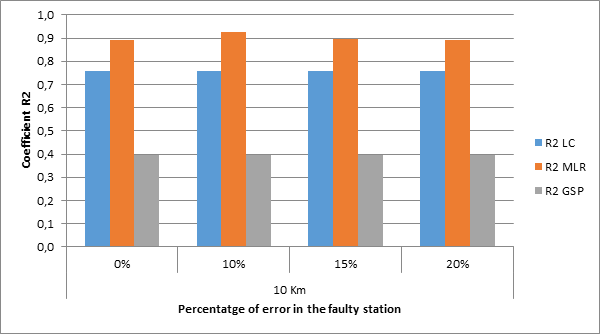 1,0
0,9
0,8
0,7
0,6
0,5
0,4
0,3
0,2
0,1
0,0
Coefficient R2
0% 10% 15% 20%
10 Km
Percentatge of error in the faulty station
R2 LC
R2 MLR
R2 GSP